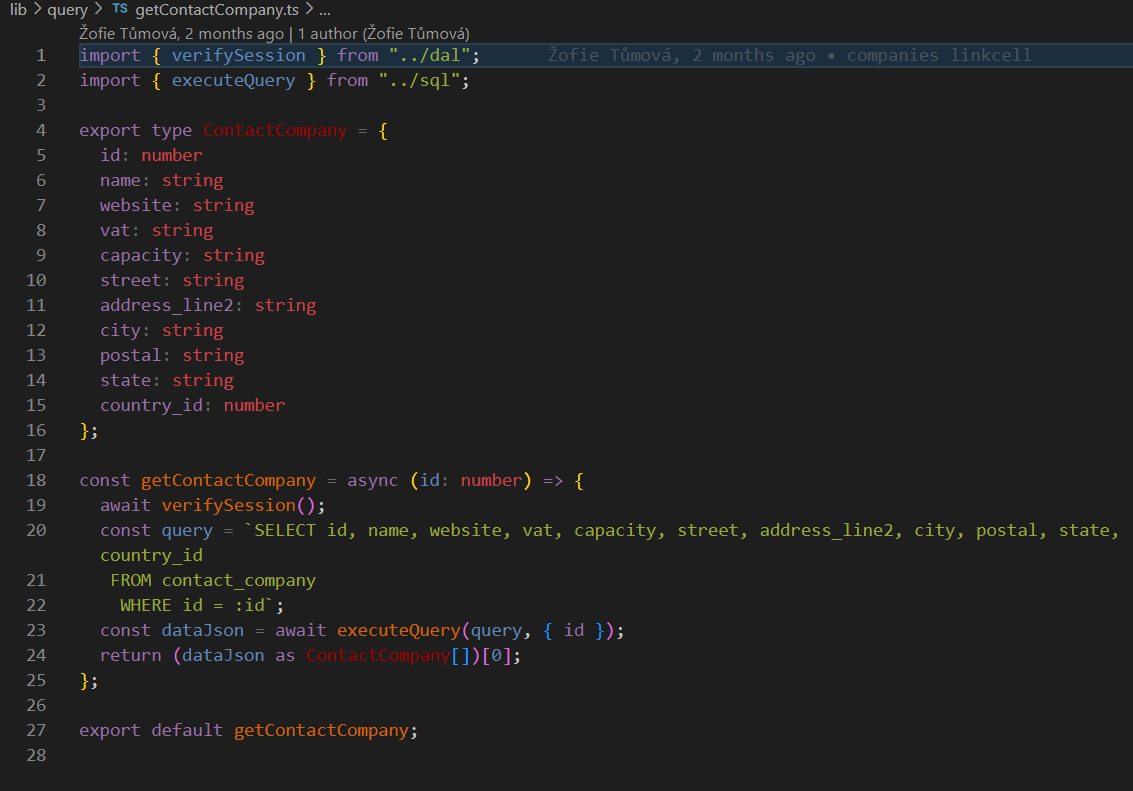 lib > query > TS getContactCompany.ts > ...
Žofie Tůmová, 2 months ago | 1 author (Žofie Tůmová)
1 import { verifySession } from "../dal"; Žofie Tůmová, 2 months ago • companies linkcell
2 import { executeQuery } from "../sql";
3
4 export type ContactCompany = {
5   id: number
6   name: string
7   website: string
8   vat: string
9   capacity: string
10   street: string
11   address_line2: string
12   city: string
13   postal: string
14   state: string
15   country_id: number
16 };
17
18 const getContactCompany = async (id: number) => {
19   await verifySession();
20   const query = `SELECT id, name, website, vat, capacity, street, address_line2, city, postal, state,
  country_id
21    FROM contact_company
22     WHERE id = :id`;
23   const dataJson = await executeQuery(query, { id });
24   return (dataJson as ContactCompany[])[0];
25 };
26
27 export default getContactCompany;
28